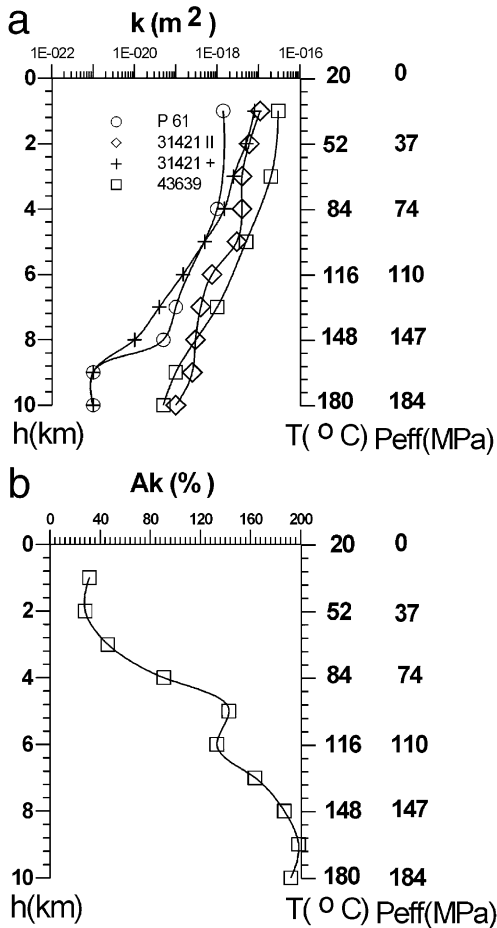 a
k (m 2 )
1E-022 1E-020 1E-018 1E-016
0 20 0
P 61
31421 II
2 52 37
31421 +
43639
4 84 74
6 116 110
8 148 147
10 180 184
h(km) T( o C) Peff(MPa)
b
Ak (% )
0 40 80 120 160 200
0 20 0
2 52 37
4 84 74
6 116 110
8 148 147
10 180 184
h(km) T( o C) Peff(MPa)